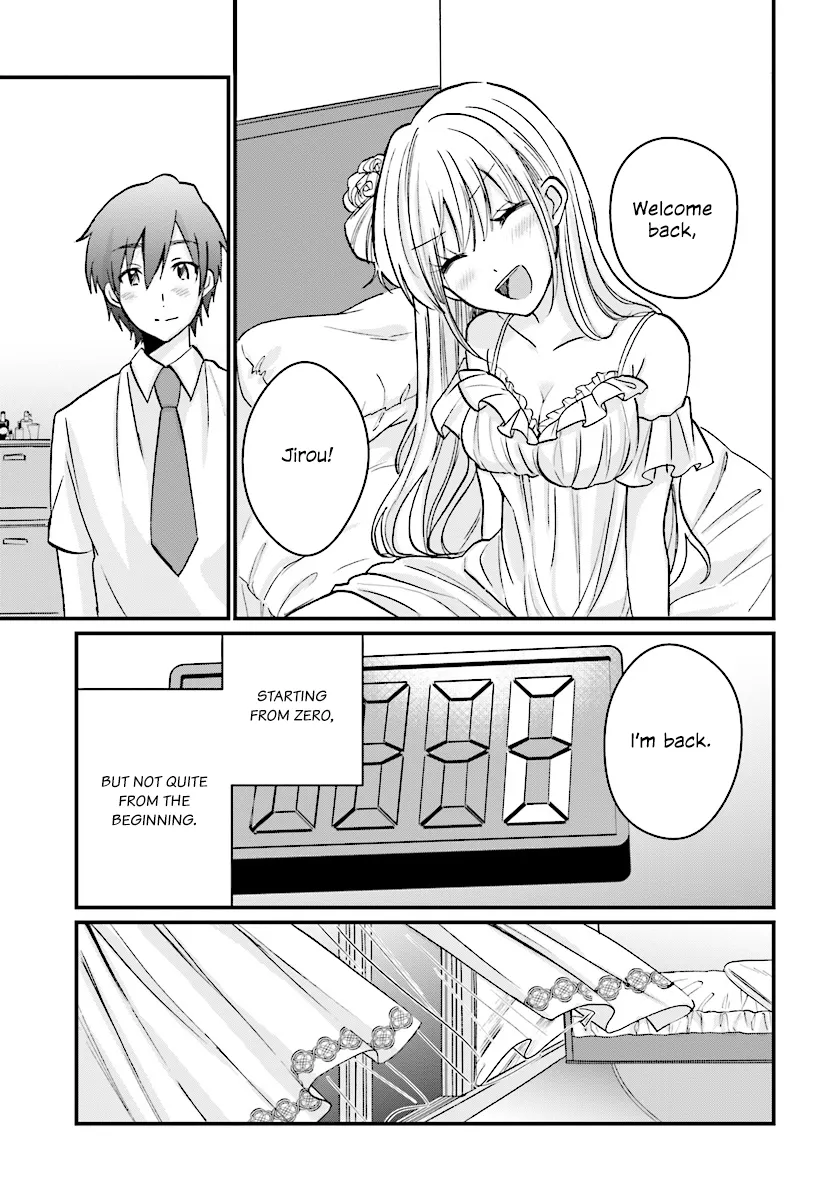 Welcome
back,
Jirou!
I'm back.
STARTING
FROM ZERO,
BUT NOT QUITE
FROM THE
BEGINNING.